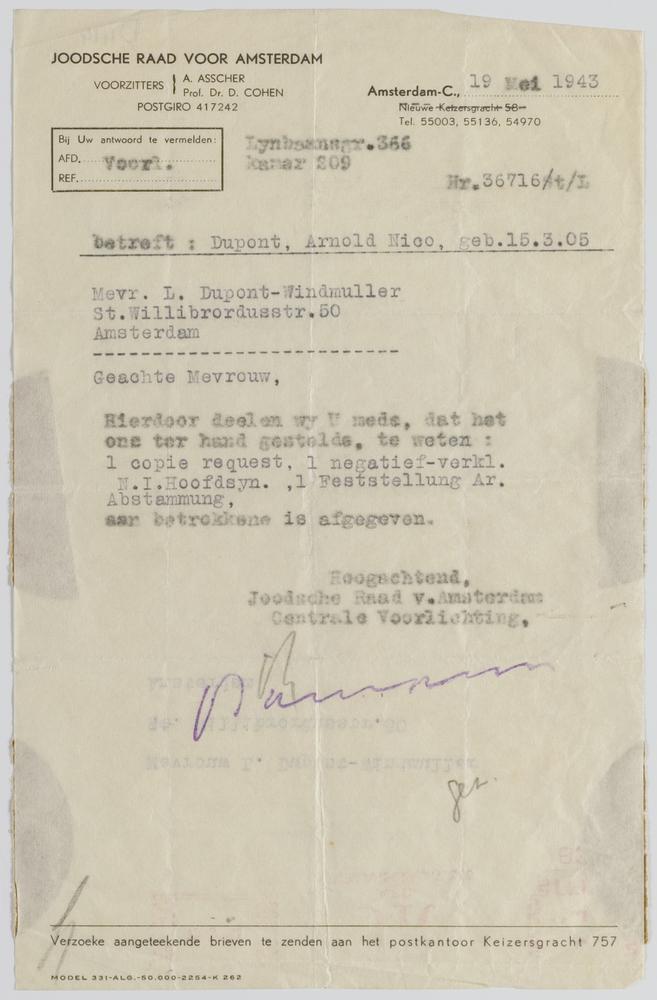 JOODSCHE RAAD VOOR AMSTERDAM
VOORZITTERS
A. ASSCHER
Prof. Dr. D. COHEN
POSTGIRO 417242
Amsterdam-C., 19 Mei 1943
Nieuwe Keizersgracht 58
Tel. 55003, 55136, 54970
Bij Uw antwoord te vermelden:
AFD. Voorl.
REF.
Lynbaansgr.366
kamer 209
Nr.36716/St/L
betreft : Dupont, Arnold Nico, geb.15.3.05
Mevr. L. Dupont-Windmuller
St.Willibrordusstr.50
Amsterdam
Geachte Mevrouw,
Hierdoor deelen wy U mede, dat het
ons ter hand gestelde, te weten :
1 copie request, 1 negatief-verkl.
N.I.Hoofdsyn. ,1 Feststellung Ar.
Abstammung,
aar betrokkene is afgegeven.
Hoogachtend,
Joodsche Raad v.Amsterdam
Centrale Voorlichting,
get.
Verzoeke aangeteekende brieven te zenden aan het postkantoor Keizersgracht 757
MODEL 331-ALG.-50.000-2254-K 262